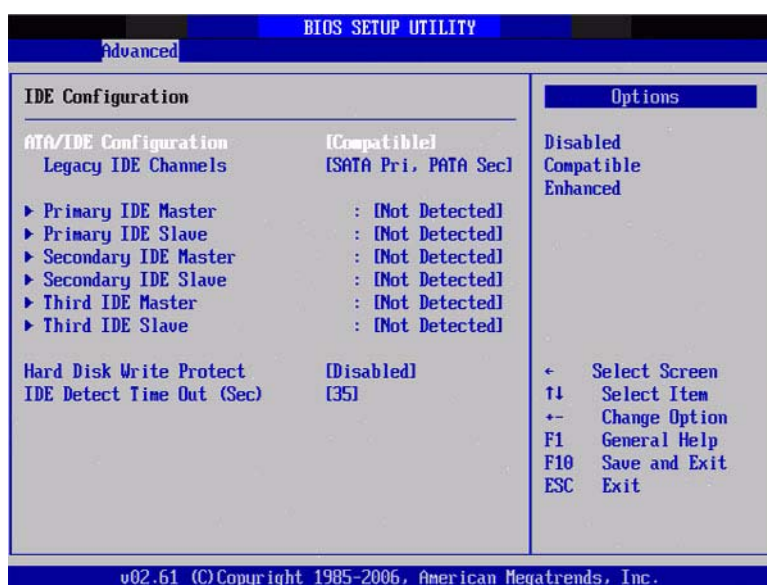 BIOS SETUP UTILITY
Advanced
IDE Configuration
ATA/IDE Configuration [Compatible]
Legacy IDE Channels [SATA Pri, PATA Sec]
▶ Primary IDE Master : [Not Detected]
▶ Primary IDE Slave : [Not Detected]
▶ Secondary IDE Master : [Not Detected]
▶ Secondary IDE Slave : [Not Detected]
▶ Third IDE Master : [Not Detected]
▶ Third IDE Slave : [Not Detected]
Hard Disk Write Protect [Disabled]
IDE Detect Time Out (Sec) [35]
Options
Disabled
Compatible
Enhanced
← Select Screen
↑↓ Select Item
+- Change Option
F1 General Help
F10 Save and Exit
ESC Exit
v02.61 (C)Copyright 1985-2006, American Megatrends, Inc.